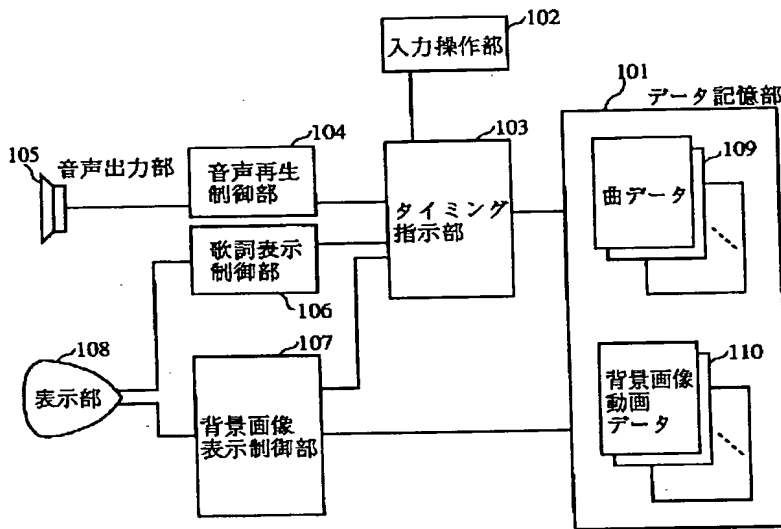 102
入力操作部
101
データ記憶部
103
タイミング
指示部
104
音声再生
制御部
105
音声出力部
歌詞表示
制御部
106
109
曲データ
107
背景画像
表示制御部
108
表示部
110
背景画像
動画
データ